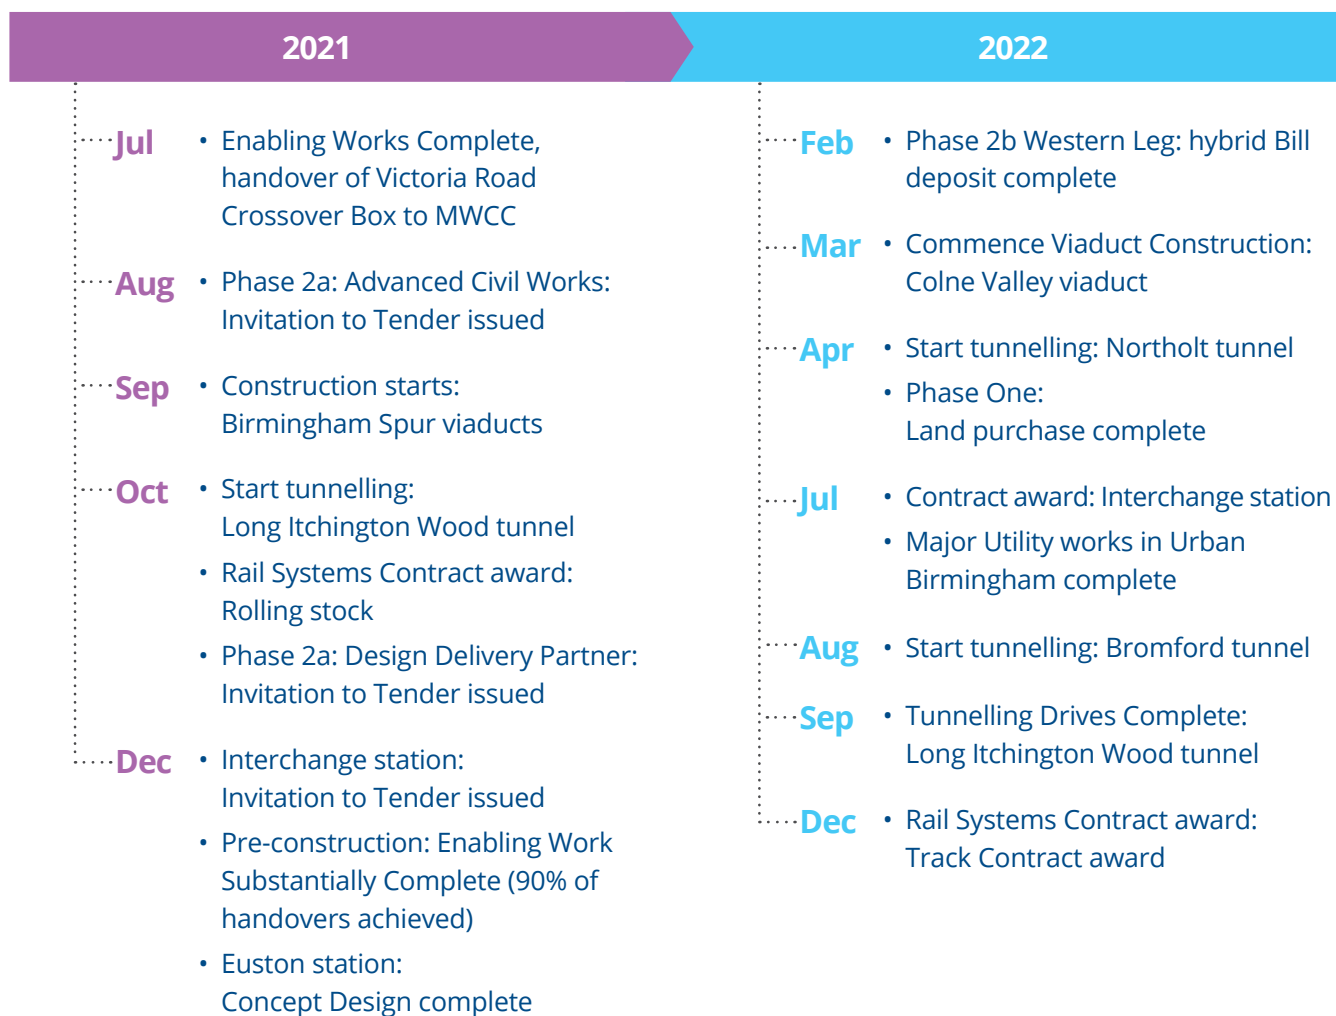 2021
Jul
• Enabling Works Complete,
handover of Victoria Road
Crossover Box to MWCC
Aug
• Phase 2a: Advanced Civil Works:
Invitation to Tender issued
Sep
• Construction starts:
Birmingham Spur viaducts
Oct
• Start tunnelling:
Long Itchington Wood tunnel
• Rail Systems Contract award:
Rolling stock
• Phase 2a: Design Delivery Partner:
Invitation to Tender issued
Dec
• Interchange station:
Invitation to Tender issued
• Pre-construction: Enabling Work
Substantially Complete (90% of
handovers achieved)
• Euston station:
Concept Design complete
2022
Feb
• Phase 2b Western Leg: hybrid Bill
deposit complete
Mar
• Commence Viaduct Construction:
Colne Valley viaduct
Apr
• Start tunnelling: Northolt tunnel
• Phase One:
Land purchase complete
Jul
• Contract award: Interchange station
• Major Utility works in Urban
Birmingham complete
Aug
• Start tunnelling: Bromford tunnel
Sep
• Tunnelling Drives Complete:
Long Itchington Wood tunnel
Dec
• Rail Systems Contract award:
Track Contract award